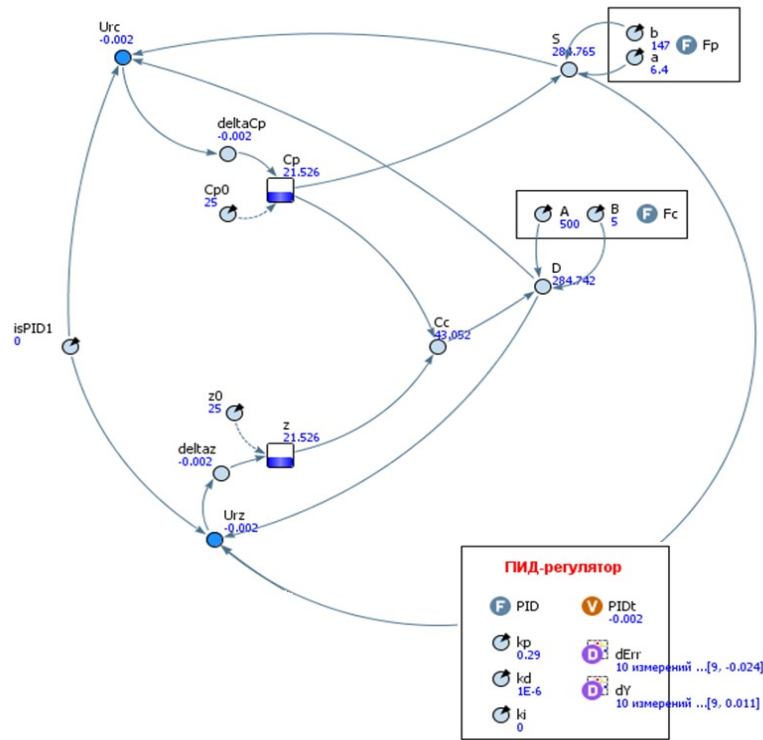 Urc
-0.002
S
284.765
b
147
a
6.4
F
Fp
deltaCp
-0.002
Cp
21.526
Cp0
25
A
500
B
5
F
Fc
D
284.742
isPID1
0
Cc
43,052
z0
25
z
21.526
deltaz
-0.002
Urz
-0.002
ПИД-регулятор
F
PID
V
PIDt
-0.002
kp
0.29
D
dErr
10 измерений ...[9, -0.024]
kd
1E-6
D
dY
10 измерений ...[9, 0.011]
ki
0